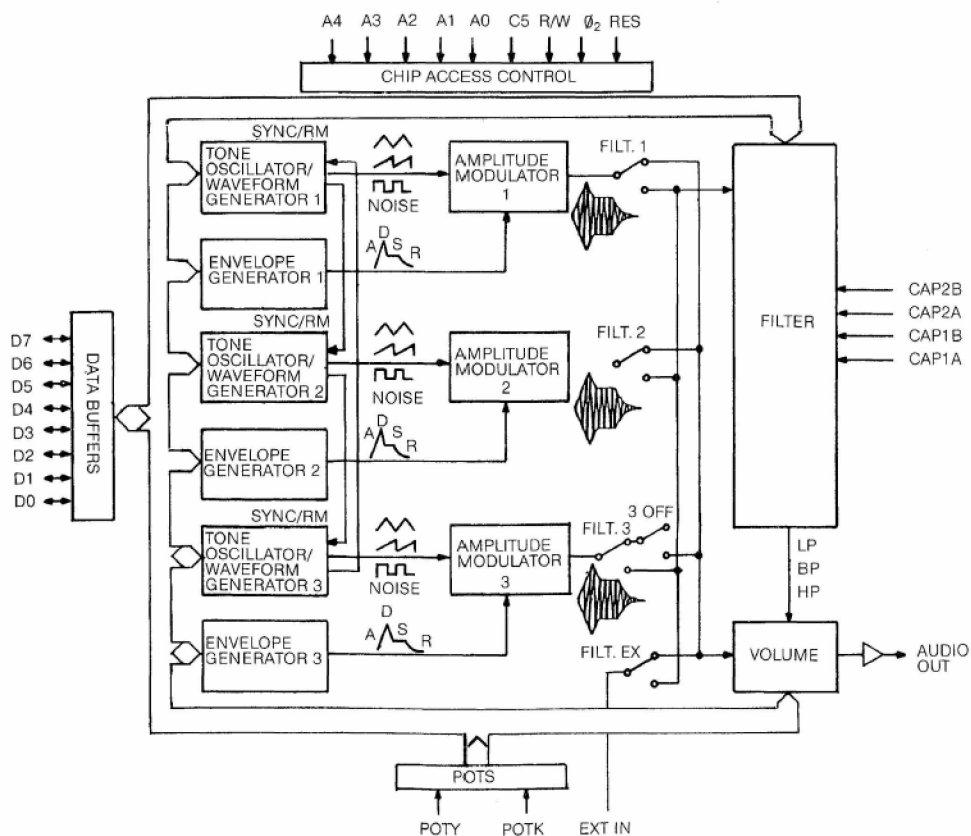 A4 A3 A2 A1 A0 C5 R/W Ø₂ RES
CHIP ACCESS CONTROL
SYNC/RM
TONE
OSCILLATOR/
WAVEFORM
GENERATOR 1
NOISE
AMPLITUDE
MODULATOR
1
FILT. 1
A D S R
ENVELOPE
GENERATOR 1
SYNC/RM
TONE
OSCILLATOR/
WAVEFORM
GENERATOR 2
NOISE
AMPLITUDE
MODULATOR
2
FILT. 2
A D S R
ENVELOPE
GENERATOR 2
SYNC/RM
TONE
OSCILLATOR/
WAVEFORM
GENERATOR 3
NOISE
AMPLITUDE
MODULATOR
3
FILT. 3
3 OFF
A D S R
ENVELOPE
GENERATOR 3
FILT. EX
D7
D6
D5
D4
D3
D2
D1
D0
DATA BUFFERS
FILTER
CAP2B
CAP2A
CAP1B
CAP1A
LP
BP
HP
VOLUME
AUDIO
OUT
POTS
POTY
POTK
EXT IN